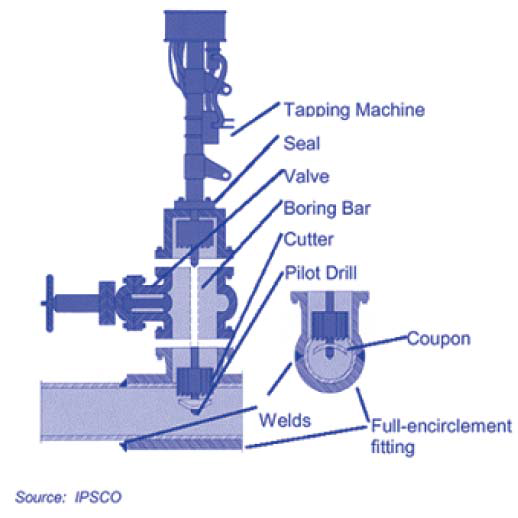 Tapping Machine
Seal
Valve
Boring Bar
Cutter
Pilot Drill
Coupon
Welds
Full-encirclement
fitting
Source: IPSCO